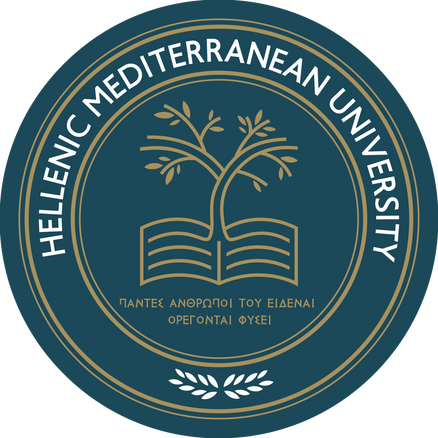 HELLENIC MEDITERRANEAN UNIVERSITY
ΠΑΝΤΕΣ ΑΝΘΡΩΠΟΙ ΤΟΥ ΕΙΔΕΝΑΙ
ΟΡΕΓΟΝΤΑΙ ΦΥΣΕΙ